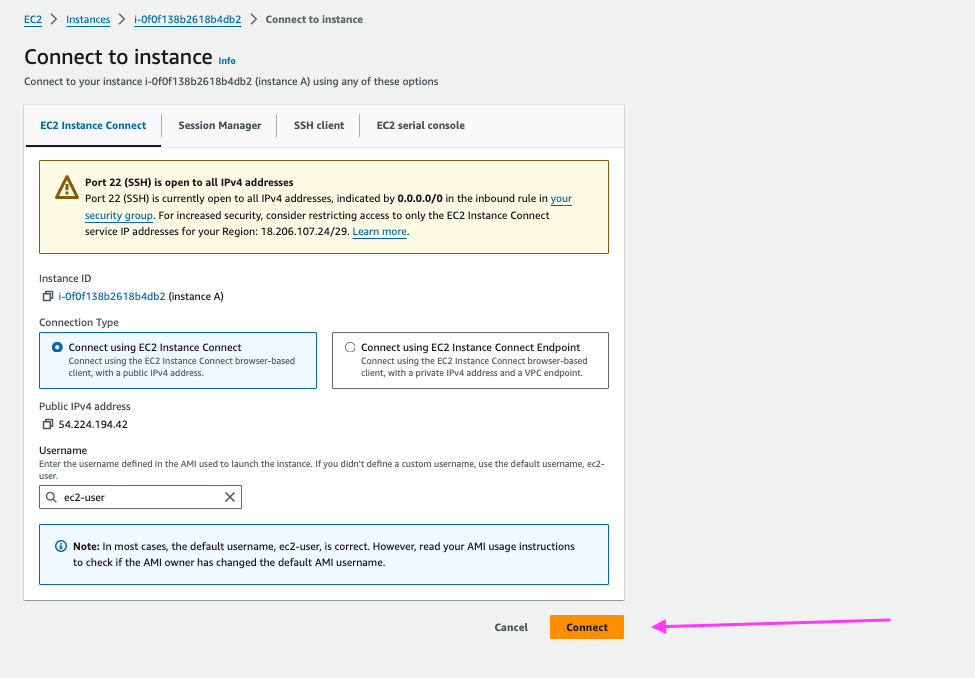 EC2 > Instances > i-0f0f138b2618b4db2 > Connect to instance
Connect to instance Info
Connect to your instance i-0f0f138b2618b4db2 (instance A) using any of these options
EC2 Instance Connect
Session Manager
SSH client
EC2 serial console
Port 22 (SSH) is open to all IPv4 addresses
Port 22 (SSH) is currently open to all IPv4 addresses, indicated by 0.0.0.0/0 in the inbound rule in your
security group. For increased security, consider restricting access to only the EC2 Instance Connect
service IP addresses for your Region: 18.206.107.24/29. Learn more.
Instance ID
i-0f0f138b2618b4db2 (instance A)
Connection Type
Connect using EC2 Instance Connect
Connect using the EC2 Instance Connect browser-based
client, with a public IPv4 address.
Connect using EC2 Instance Connect Endpoint
Connect using the EC2 Instance Connect browser-based
client, with a private IPv4 address and a VPC endpoint.
Public IPv4 address
54.224.194.42
Username
Enter the username defined in the AMI used to launch the instance. If you didn't define a custom username, use the default username, ec2-
user.
ec2-user
Note: In most cases, the default username, ec2-user, is correct. However, read your AMI usage instructions
to check if the AMI owner has changed the default AMI username.
Cancel
Connect